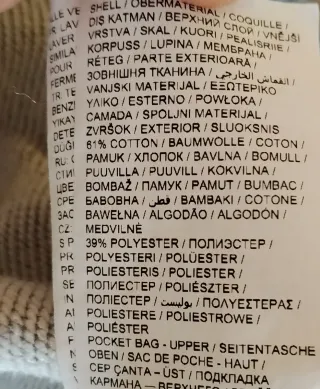 SHELL / OBERMATERIAL / COQUILLE /
DIŞ KATMAN / ВЕРХНИЙ СЛОЙ / VNĚJŠÍ
VRSTVA / SKAL / KUORI / PEALISRIIE /
KORPUSS / LUPINA / МЕМБРАНА /
RÉTEG / PARTE EXTERIOARĂ /
ЗОВНІШНЯ ТКАНИНА / القماش الخارجي /
VANJSKI MATERIJAL / ΕΞΩΤΕΡΙΚΟ
ΥΛΙΚΟ / ESTERNO / POWŁOKA /
CAMADA / SPOLJNI MATERIJAL /
ZVRŠOK / EXTERIOR / SLUOKSNIS
61% COTTON / BAUMWOLLE / COTON /
PAMUK / ХЛОПОК / BAVLNA / BOMULL /
PUUVILLA / PUUVILL / KOKVILNA /
BOMBAŽ / ПАМУК / PAMUT / BUMBAC /
БАВОВНА / قطن / ΒΑΜΒΑΚΙ / COTONE /
BAWEŁNA / ALGODÃO / ALGODÓN /
MEDVILNĖ
39% POLYESTER / ПОЛИЭСТЕР /
POLYESTERI / POLÜESTER /
POLIESTERIS / POLIESTER /
ПОЛИЕСТЕР / POLIÉSZTER /
ПОЛІЕСТЕР / بوليستر / ΠΟΛΥΕΣΤΕΡΑΣ /
POLIESTERE / POLIESTROWE /
POLIÉSTER
POCKET BAG - UPPER / SEITENTASCHE
OBEN / SAC DE POCHE - HAUT /
CEP ÇANTA – ÜST / ПОДКЛАДКА
КАРМАНА –